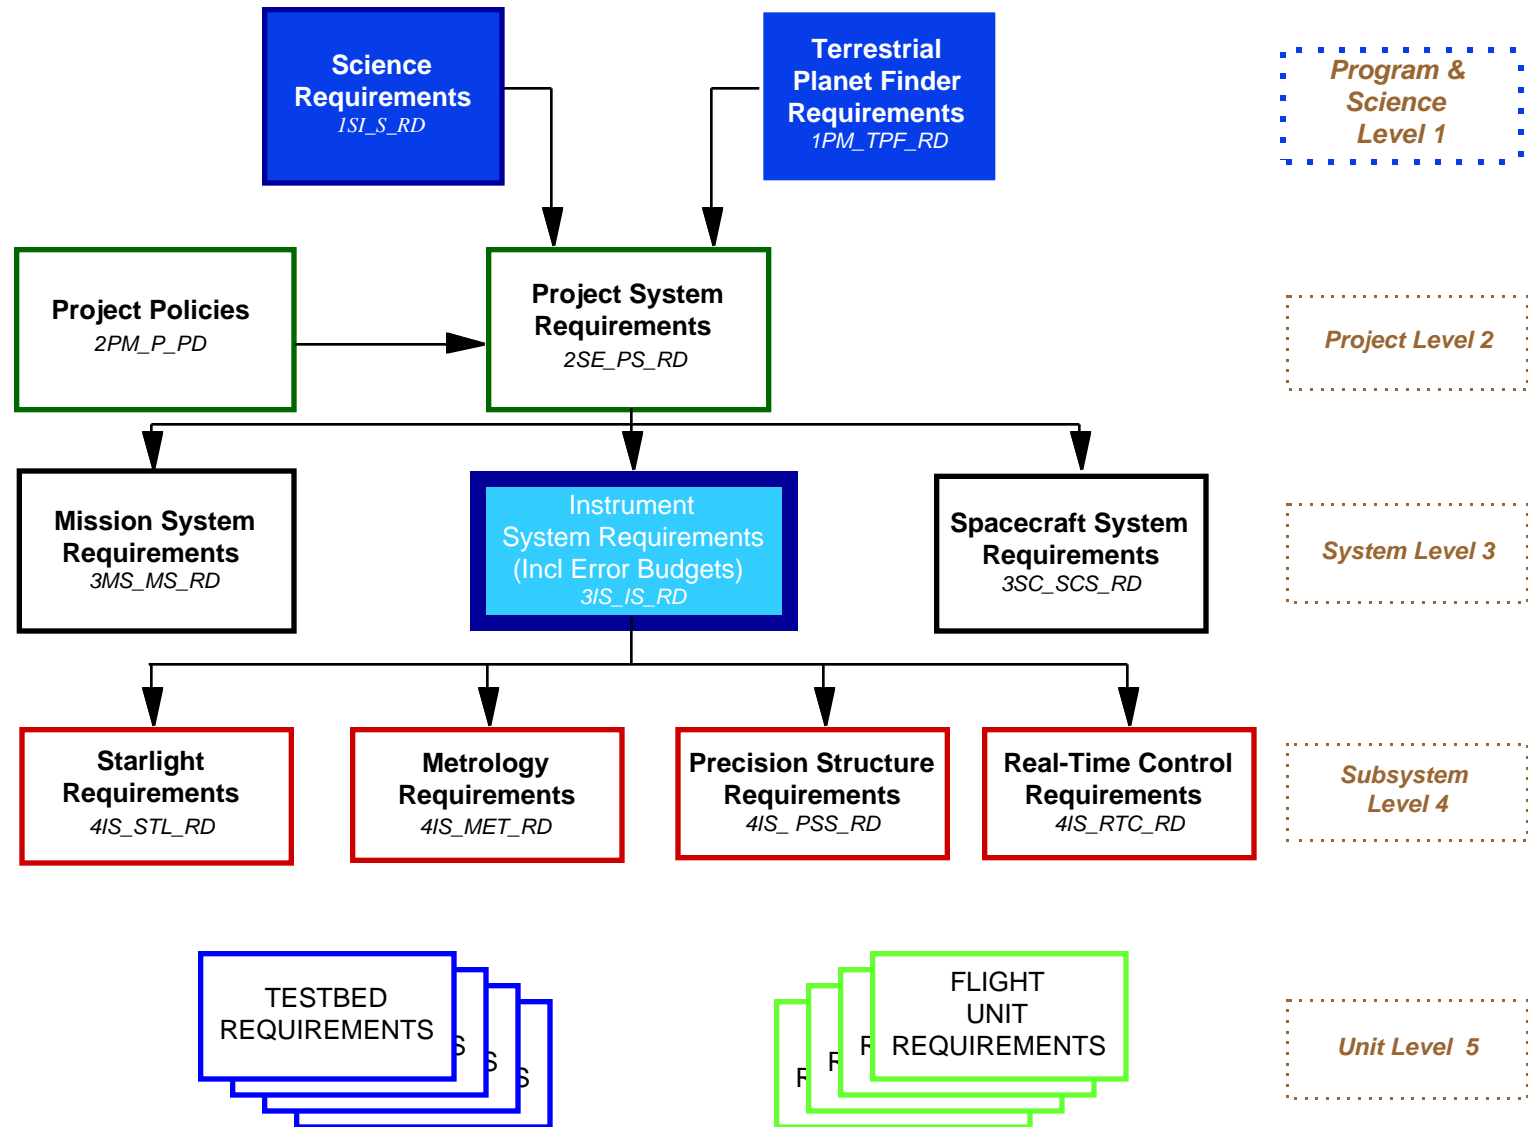 Science
Requirements
1SI_S_RD
Terrestrial
Planet Finder
Requirements
1PM_TPF_RD
Program &
Science
Level 1
Project Policies
2PM_P_PD
Project System
Requirements
2SE_PS_RD
Project Level 2
Mission System
Requirements
3MS_MS_RD
Instrument
System Requirements
(Incl Error Budgets)
3IS_IS_RD
Spacecraft System
Requirements
3SC_SCS_RD
System Level 3
Starlight
Requirements
4IS_STL_RD
Metrology
Requirements
4IS_MET_RD
Precision Structure
Requirements
4IS_ PSS_RD
Real-Time Control
Requirements
4IS_RTC_RD
Subsystem
Level 4
TESTBED
REQUIREMENTS
S
S
S
FLIGHT
UNIT
REQUIREMENTS
R
R
R
Unit Level 5